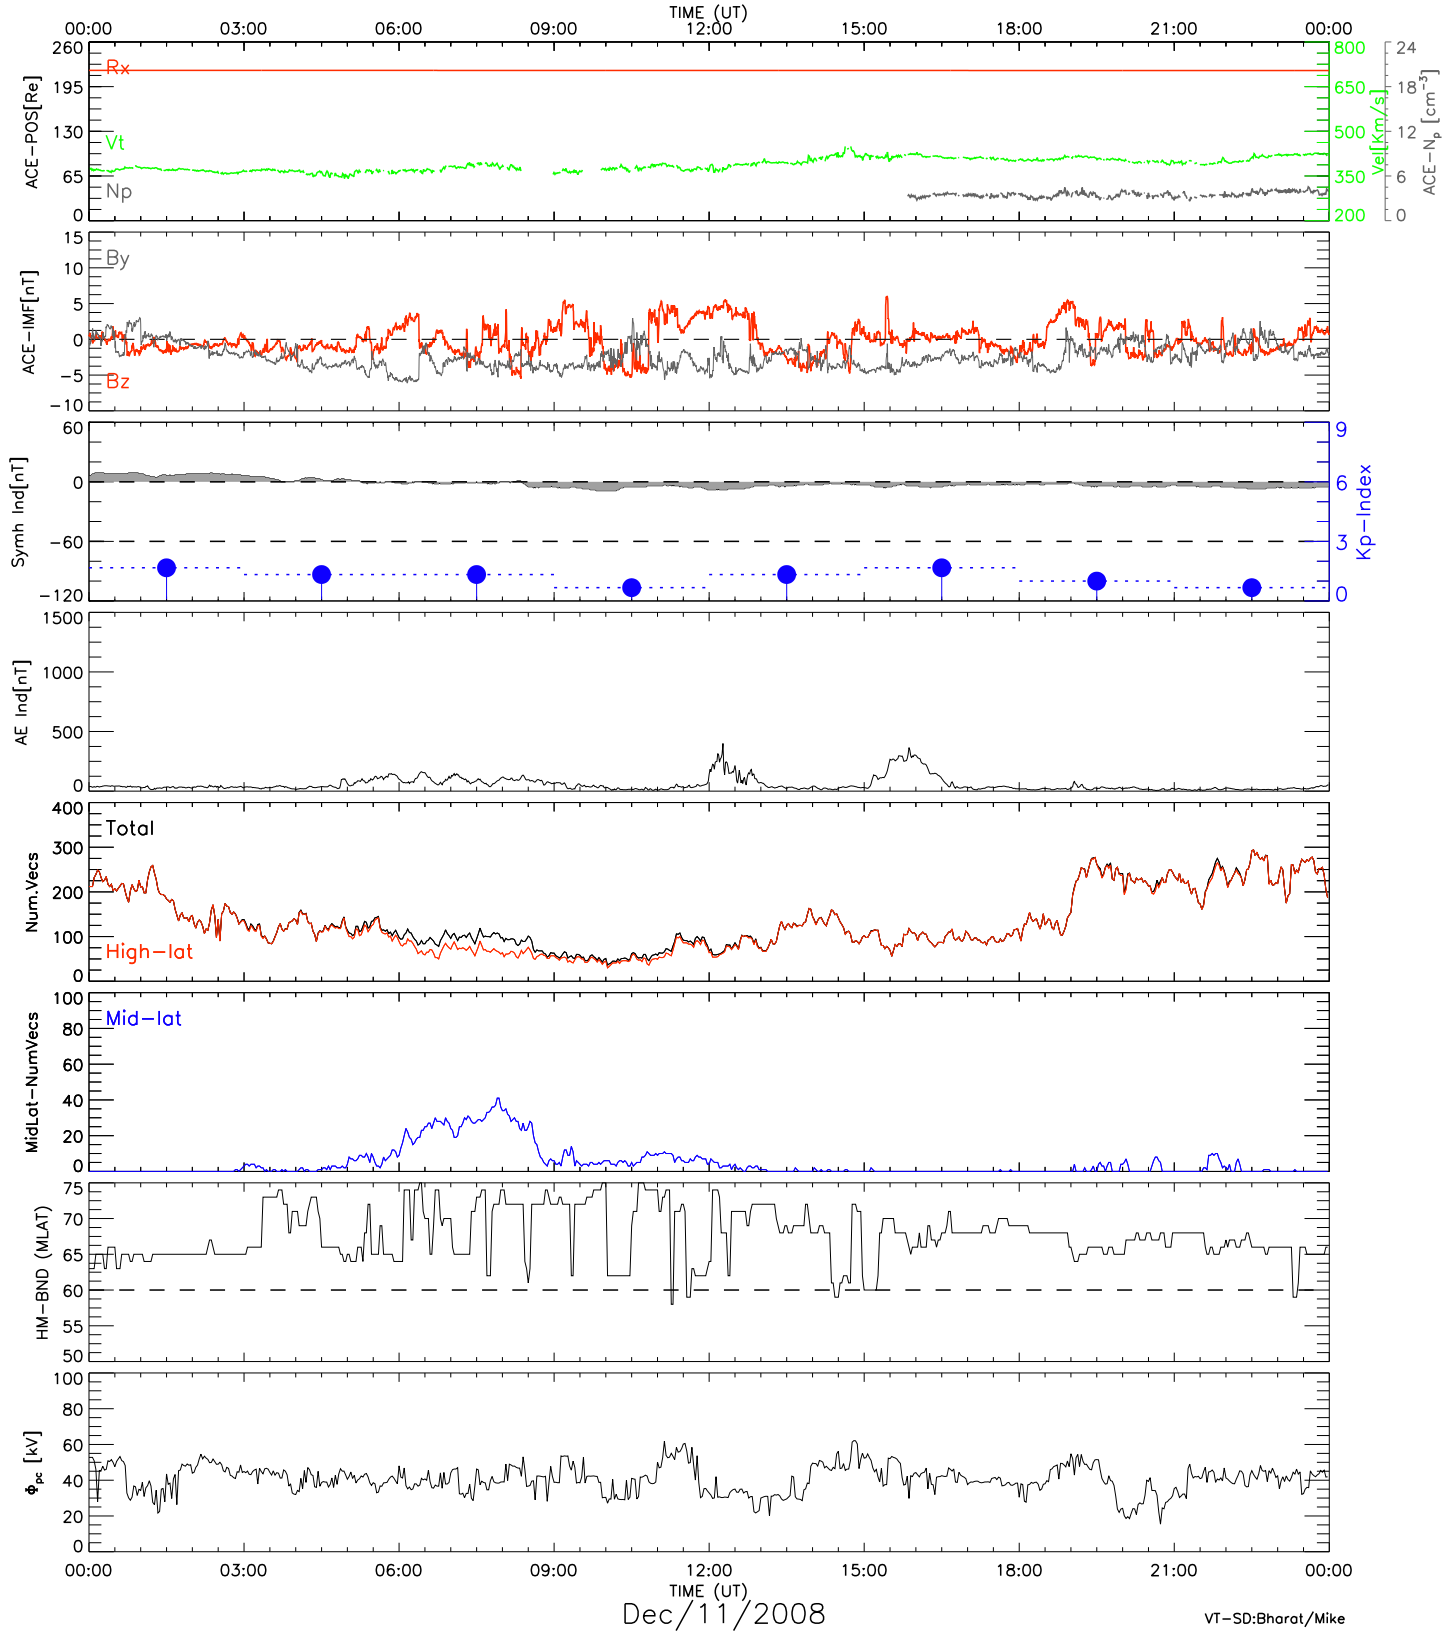 TIME (UT)
00:00 03:00 06:00 09:00 12:00 15:00 18:00 21:00 00:00
ACE-POS[Re]
260
195
130
65
0
Rx
Vt
Np
800
650
500
350
200
Vel[Km/s]
24
18
12
6
0
ACE-Np [cm-3]
ACE-IMF[nT]
15
10
5
0
-5
-10
By
Bz
Symh Ind[nT]
60
0
-60
-120
9
6
3
0
Kp-Index
AE Ind[nT]
1500
1000
500
0
Num.Vecs
400
300
200
100
0
Total
High-lat
MidLat-NumVecs
100
80
60
40
20
0
Mid-lat
HM-BND (MLAT)
75
70
65
60
55
50
Φpc [kV]
100
80
60
40
20
0
00:00 03:00 06:00 09:00 12:00 15:00 18:00 21:00 00:00
TIME (UT)
Dec/11/2008
VT-SD:Bharat/Mike